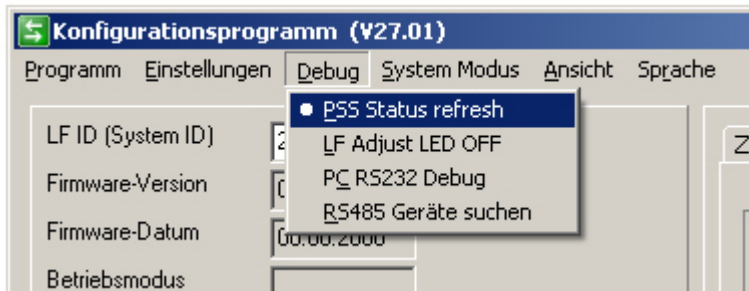 Konfigurationsprogramm (V27.01)
Programm Einstellungen Debug System Modus Ansicht Sprache
PSS Status refresh
LF Adjust LED OFF
PC RS232 Debug
RS485 Geräte suchen
LF ID (System ID)
Firmware-Version
Firmware-Datum
Betriebsmodus